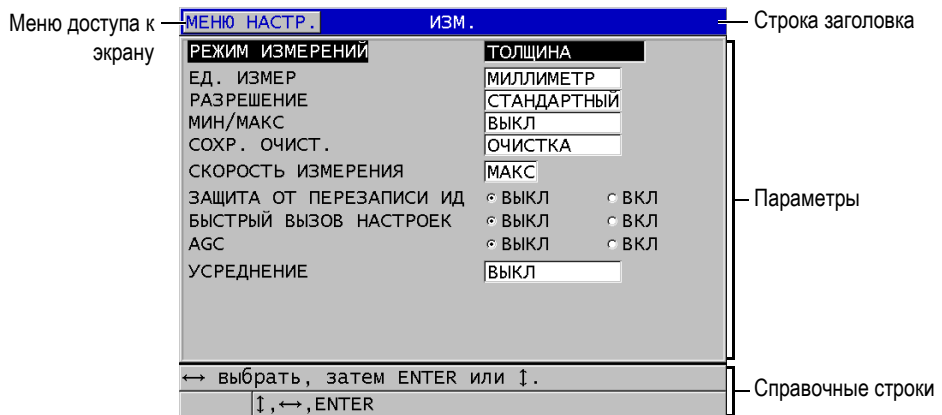 Меню доступа к экрану
МЕНЮ НАСТР. ИЗМ.
Строка заголовка
РЕЖИМ ИЗМЕРЕНИЙ ТОЛЩИНА
ЕД. ИЗМЕР МИЛЛИМЕТР
РАЗРЕШЕНИЕ СТАНДАРТНЫЙ
МИН/МАКС ВЫКЛ
СОХР. ОЧИСТ. ОЧИСТКА
СКОРОСТЬ ИЗМЕРЕНИЯ МАКС
ЗАЩИТА ОТ ПЕРЕЗАПИСИ ИД ВЫКЛ ВКЛ
БЫСТРЫЙ ВЫЗОВ НАСТРОЕК ВЫКЛ ВКЛ
AGC ВЫКЛ ВКЛ
УСРЕДНЕНИЕ ВЫКЛ
Параметры
↔ выбрать, затем ENTER или ↕.
↕,↔,ENTER
Справочные строки